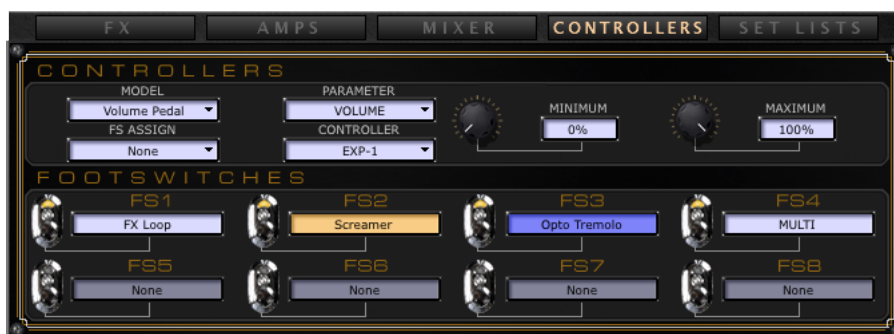 FX AMPS MIXER CONTROLLERS SET LISTS
CONTROLLERS
MODEL PARAMETER
Volume Pedal VOLUME MINIMUM MAXIMUM
FS ASSIGN CONTROLLER 0% 100%
None EXP-1
FOOTSWITCHES
FS1 FS2 FS3 FS4
FX Loop Screamer Opto Tremolo MULTI
FS5 FS6 FS7 FS8
None None None None